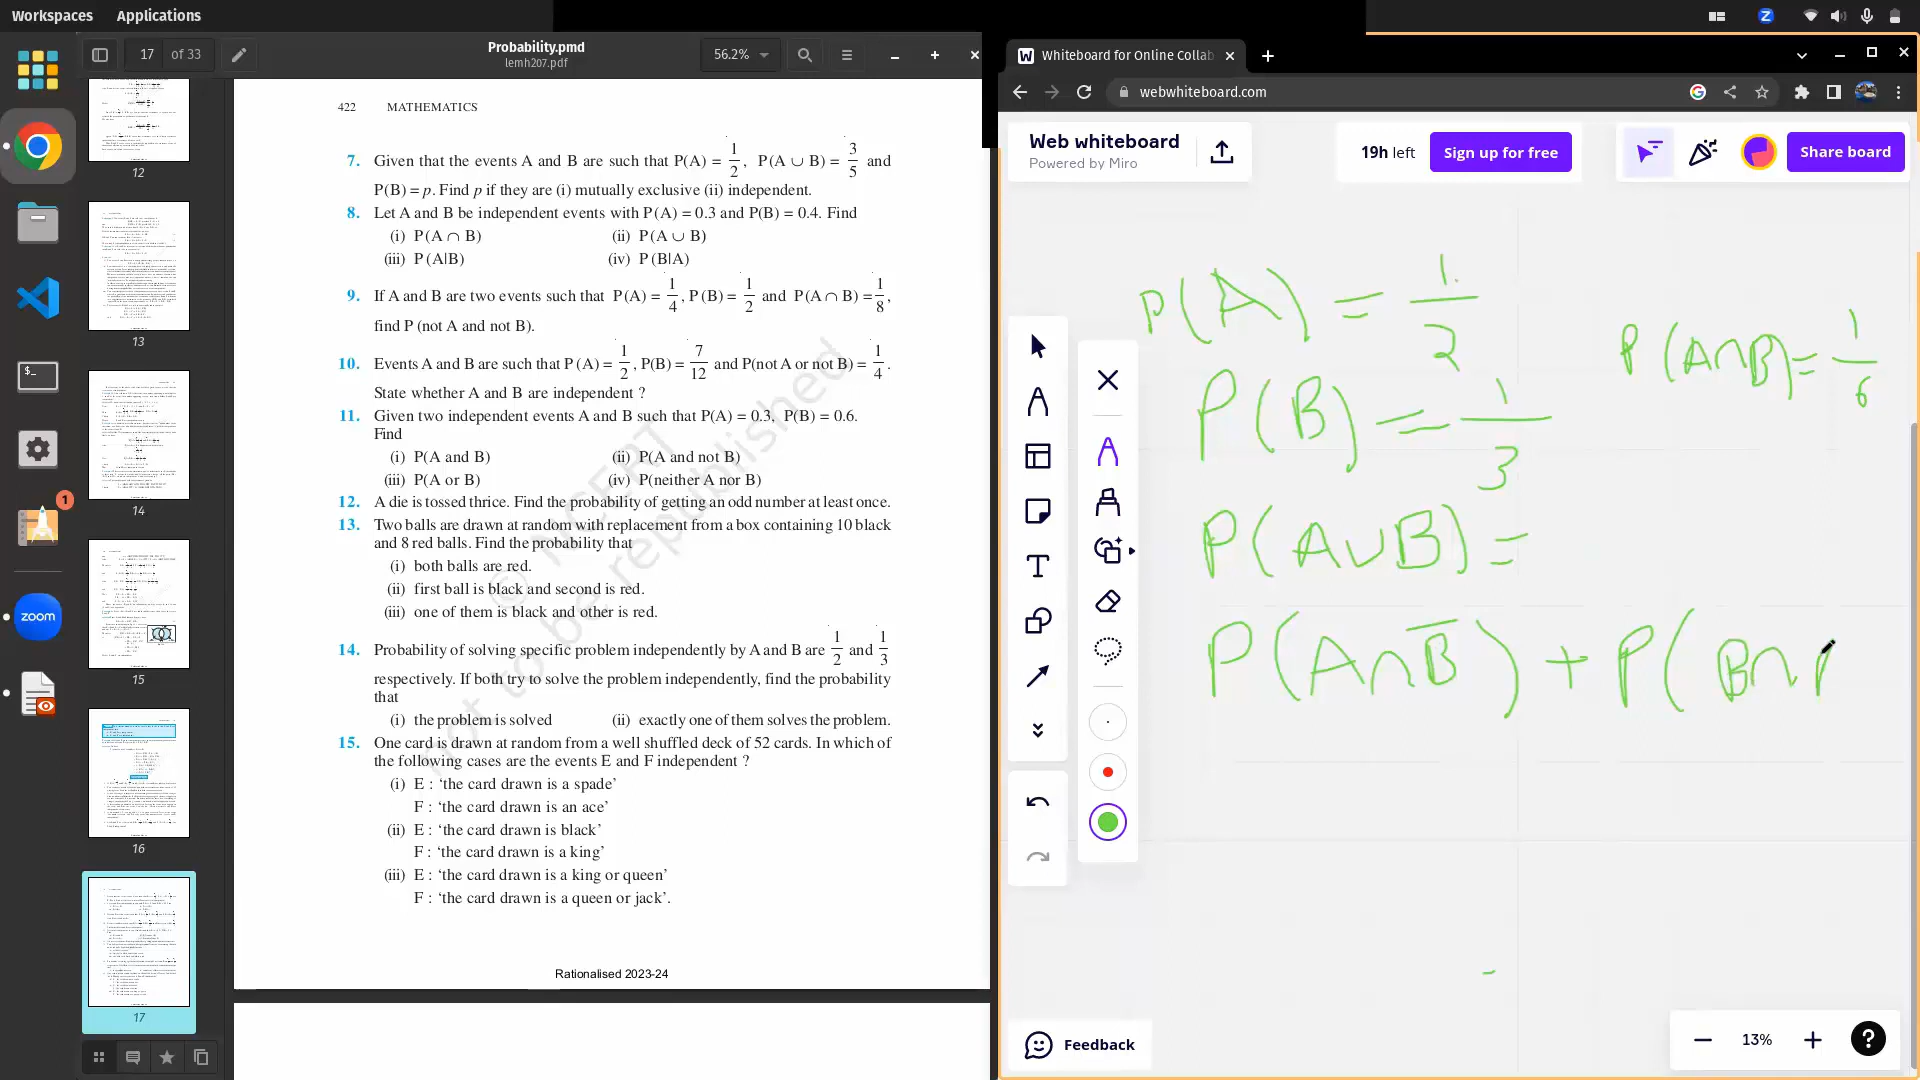 Workspaces Applications
17 of 33
Probability.pmd
lemh207.pdf
56.2%
12
13
14
15
16
17
1
zoom
422 MATHEMATICS
7. Given that the events A and B are such that P(A) = 1/2, P(A ∪ B) = 3/5 and
P(B) = p. Find p if they are (i) mutually exclusive (ii) independent.
8. Let A and B be independent events with P(A) = 0.3 and P(B) = 0.4. Find
(i) P(A ∩ B) (ii) P(A ∪ B)
(iii) P (A|B) (iv) P (B|A)
9. If A and B are two events such that P(A) = 1/4, P (B) = 1/2 and P(A ∩ B) = 1/8,
find P (not A and not B).
10. Events A and B are such that P (A) = 1/2, P(B) = 7/12 and P(not A or not B) = 1/4.
State whether A and B are independent ?
11. Given two independent events A and B such that P(A) = 0.3, P(B) = 0.6.
Find
(i) P(A and B) (ii) P(A and not B)
(iii) P(A or B) (iv) P(neither A nor B)
12. A die is tossed thrice. Find the probability of getting an odd number at least once.
13. Two balls are drawn at random with replacement from a box containing 10 black
and 8 red balls. Find the probability that
(i) both balls are red.
(ii) first ball is black and second is red.
(iii) one of them is black and other is red.
14. Probability of solving specific problem independently by A and B are 1/2 and 1/3
respectively. If both try to solve the problem independently, find the probability
that
(i) the problem is solved (ii) exactly one of them solves the problem.
15. One card is drawn at random from a well shuffled deck of 52 cards. In which of
the following cases are the events E and F independent ?
(i) E : ‘the card drawn is a spade’
F : ‘the card drawn is an ace’
(ii) E : ‘the card drawn is black’
F : ‘the card drawn is a king’
(iii) E : ‘the card drawn is a king or queen’
F : ‘the card drawn is a queen or jack’.
© NCERT
not to be republished
Rationalised 2023-24
Whiteboard for Online Collab
webwhiteboard.com
Web whiteboard
Powered by Miro
19h left
Sign up for free
Share board
P(A) = 1/2
P(A∩B) = 1/6
P(B) = 1/3
P(A∪B) =
P(A∩B̅) + P(B∩
Feedback
13%